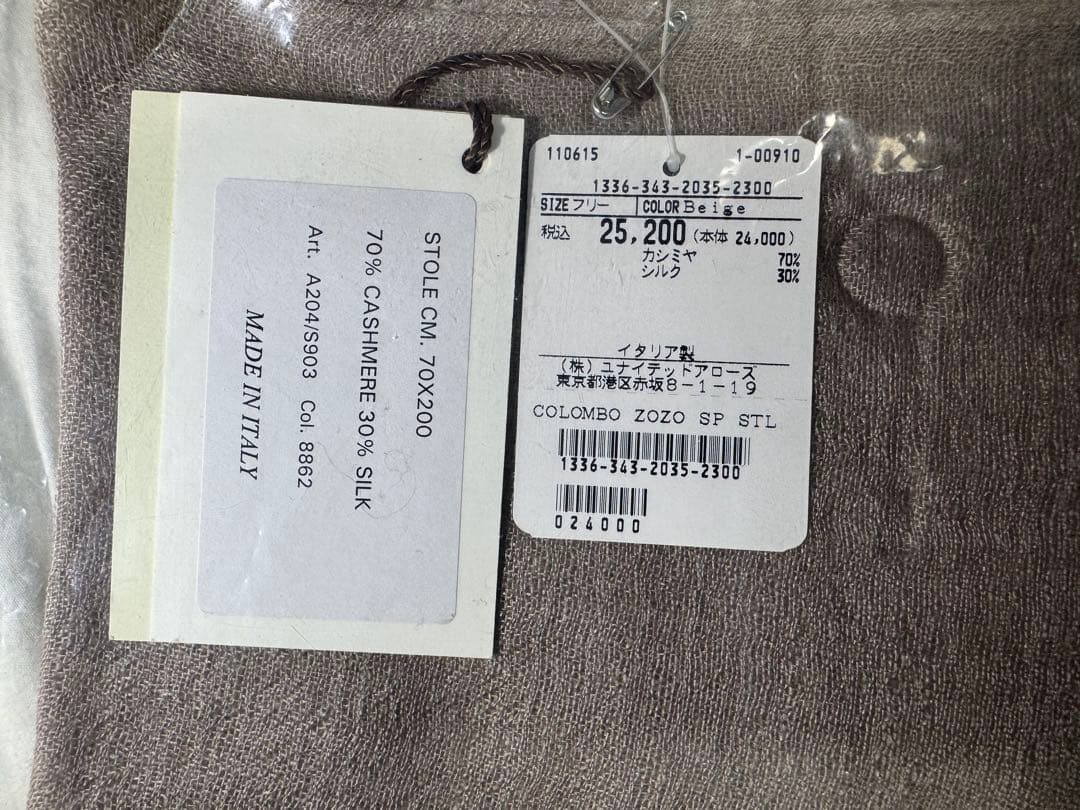 STOLE CM. 70X200
70% CASHMERE 30% SILK
Art. A204/S903 Col. 8862
MADE IN ITALY
110615 1-00910
1336-343-2035-2300
SIZE フリー COLOR Beige
税込 25,200 (本体 24,000)
カシミヤ 70%
シルク 30%
イタリア製
(株) ユナイテッドアローズ
東京都港区赤坂8-1-19
COLOMBO ZOZO SP STL
1336-343-2035-2300
024000